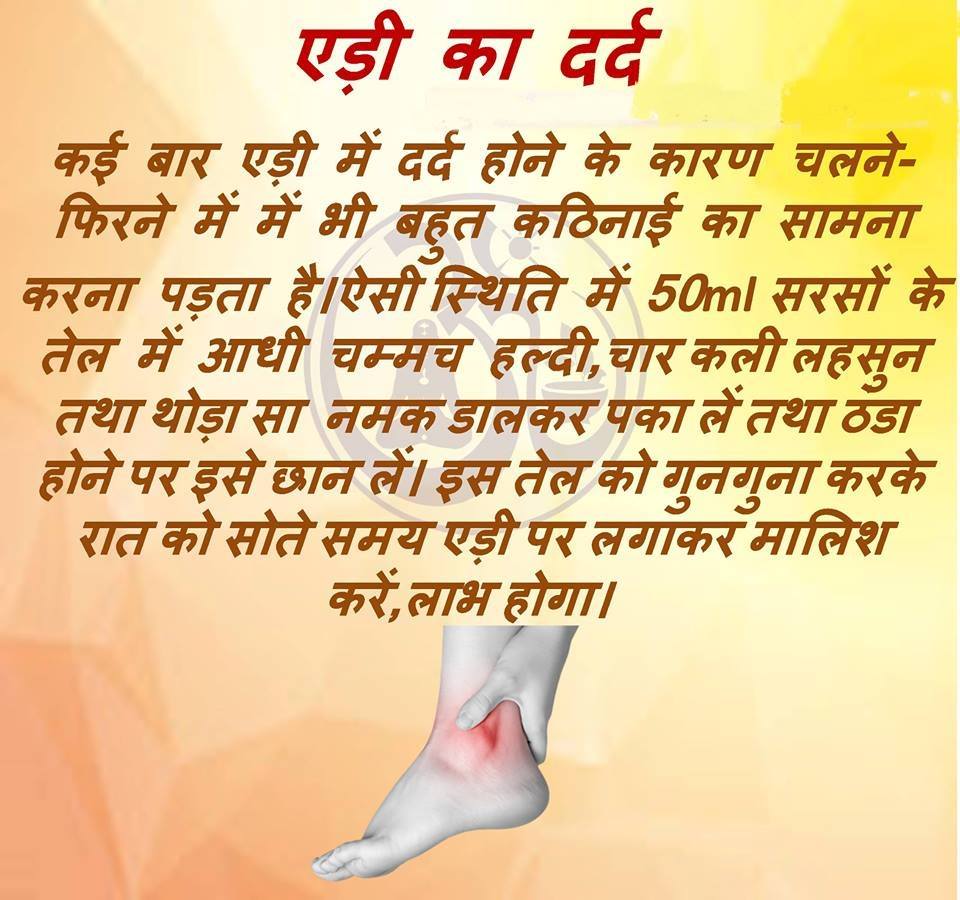 एड़ी का दर्द
कई बार एड़ी में दर्द होने के कारण चलने-
फिरने में में भी बहुत कठिनाई का सामना
करना पड़ता है।ऐसी स्थिति में 50ml सरसों के
तेल में आधी चम्मच हल्दी,चार कली लहसुन
तथा थोड़ा सा नमक डालकर पका लें तथा ठंडा
होने पर इसे छान लें। इस तेल को गुनगुना करके
रात को सोते समय एड़ी पर लगाकर मालिश
करें,लाभ होगा।